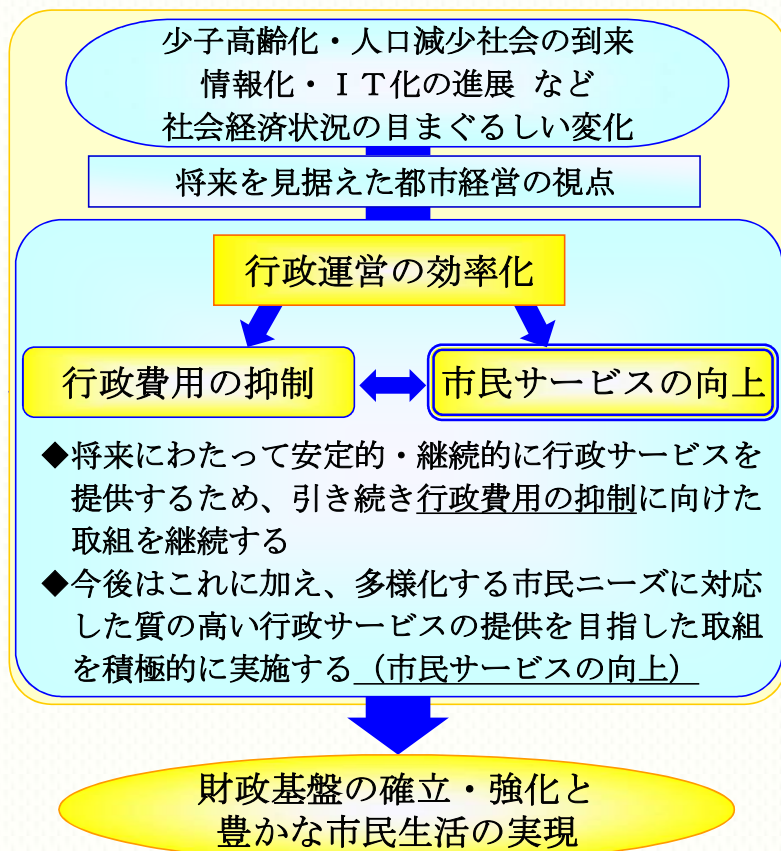 少子高齢化・人口減少社会の到来
情報化・ＩＴ化の進展 など
社会経済状況の目まぐるしい変化
将来を見据えた都市経営の視点
行政運営の効率化
行政費用の抑制
市民サービスの向上
◆将来にわたって安定的・継続的に行政サービスを
提供するため、引き続き行政費用の抑制に向けた
取組を継続する
◆今後はこれに加え、多様化する市民ニーズに対応
した質の高い行政サービスの提供を目指した取組
を積極的に実施する（市民サービスの向上）
財政基盤の確立・強化と
豊かな市民生活の実現